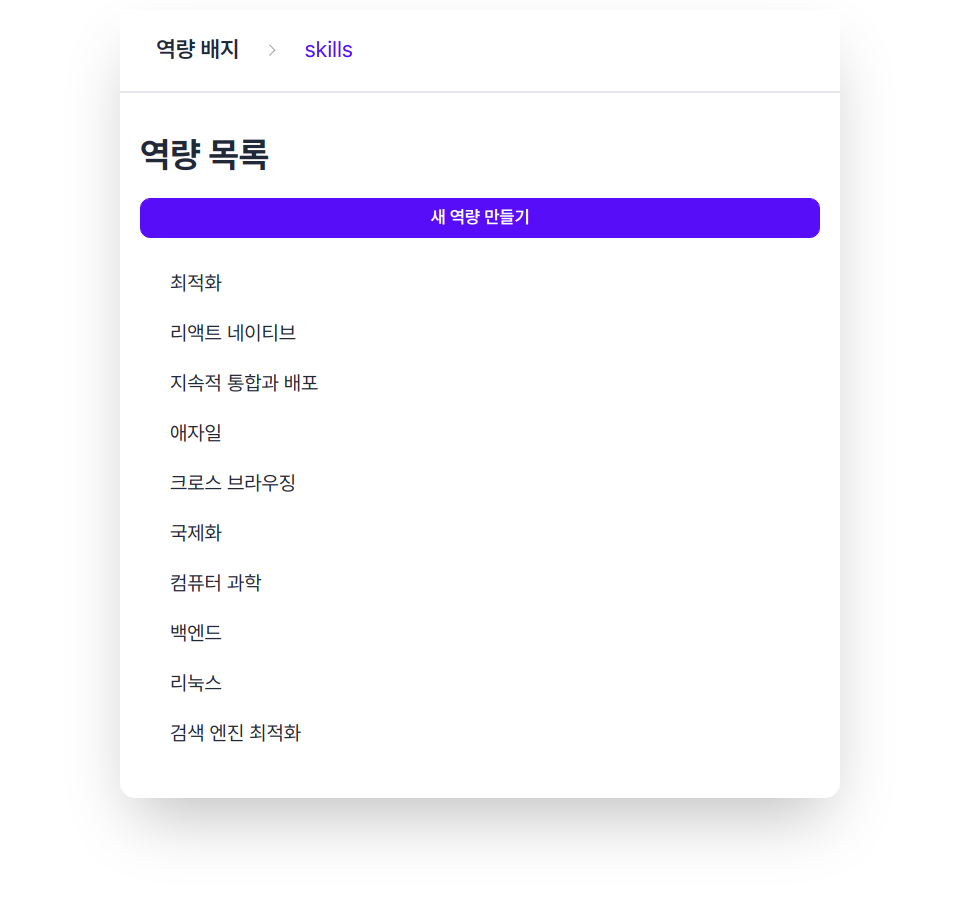 역량 배지 > skills
역량 목록
새 역량 만들기
최적화
리액트 네이티브
지속적 통합과 배포
애자일
크로스 브라우징
국제화
컴퓨터 과학
백엔드
리눅스
검색 엔진 최적화